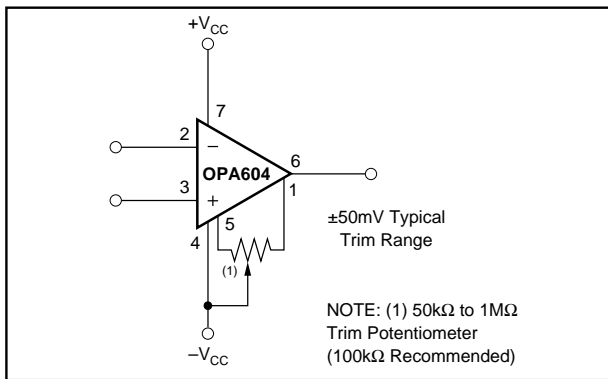 +VCC
7
2
−
OPA604
6
3
+
1
5
4
(1)
±50mV Typical
Trim Range
−VCC
NOTE: (1) 50kΩ to 1MΩ
Trim Potentiometer
(100kΩ Recommended)